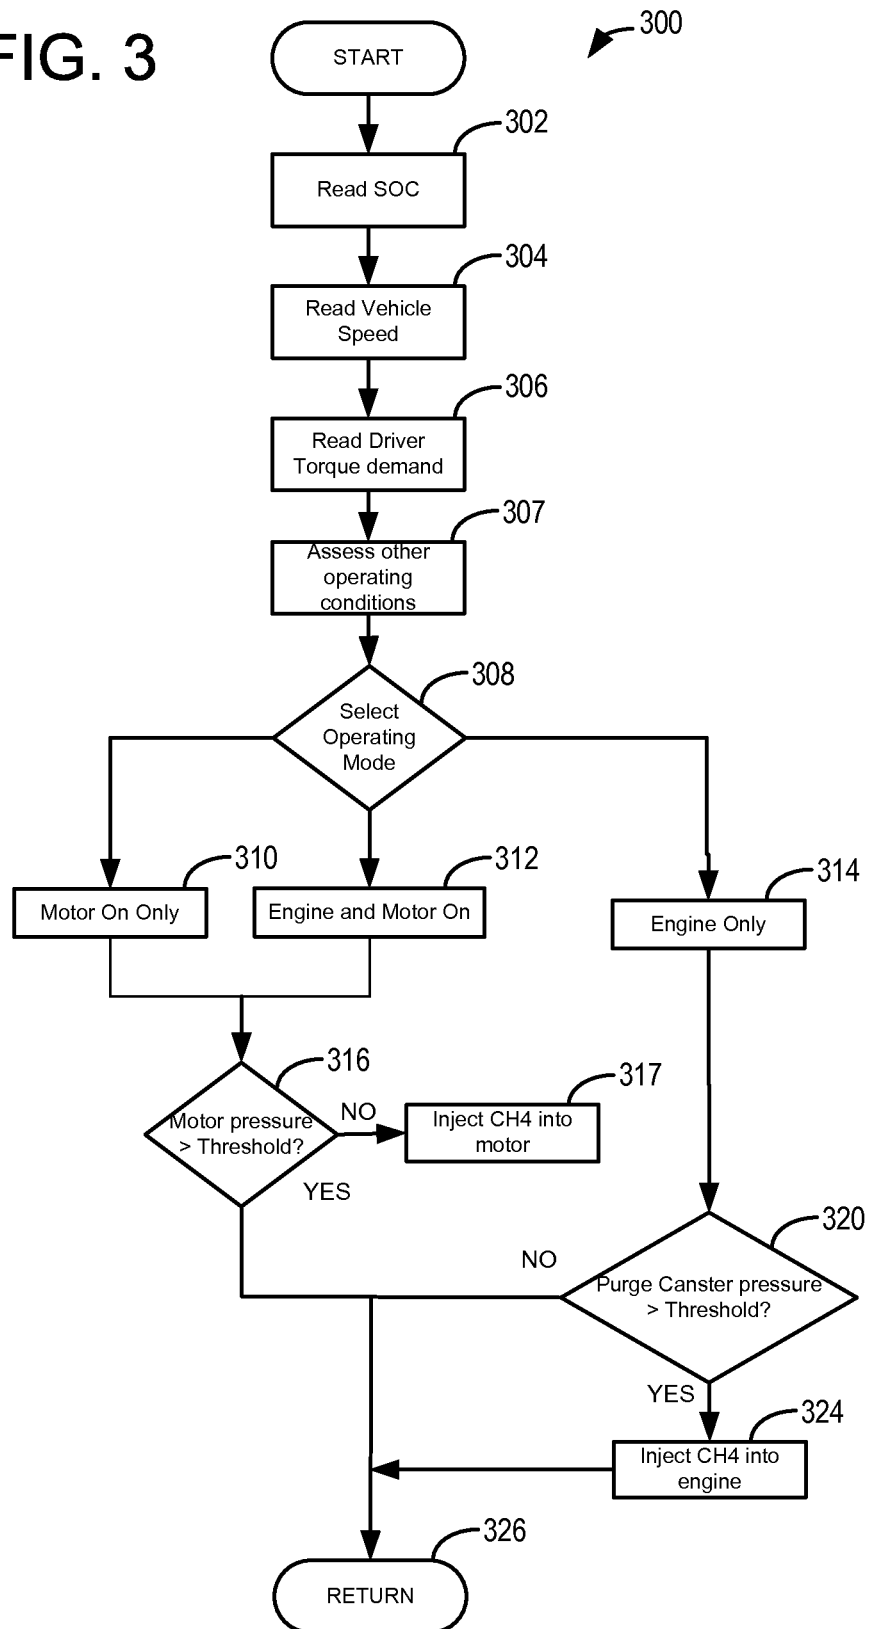 FIG. 3
300
START
302
Read SOC
304
Read Vehicle
Speed
306
Read Driver
Torque demand
307
Assess other
operating
conditions
308
Select
Operating
Mode
310
312
314
Motor On Only
Engine and Motor On
Engine Only
316
317
Motor pressure
> Threshold?
NO
Inject CH4 into
motor
YES
320
NO
Purge Canster pressure
> Threshold?
YES
324
Inject CH4 into
engine
326
RETURN